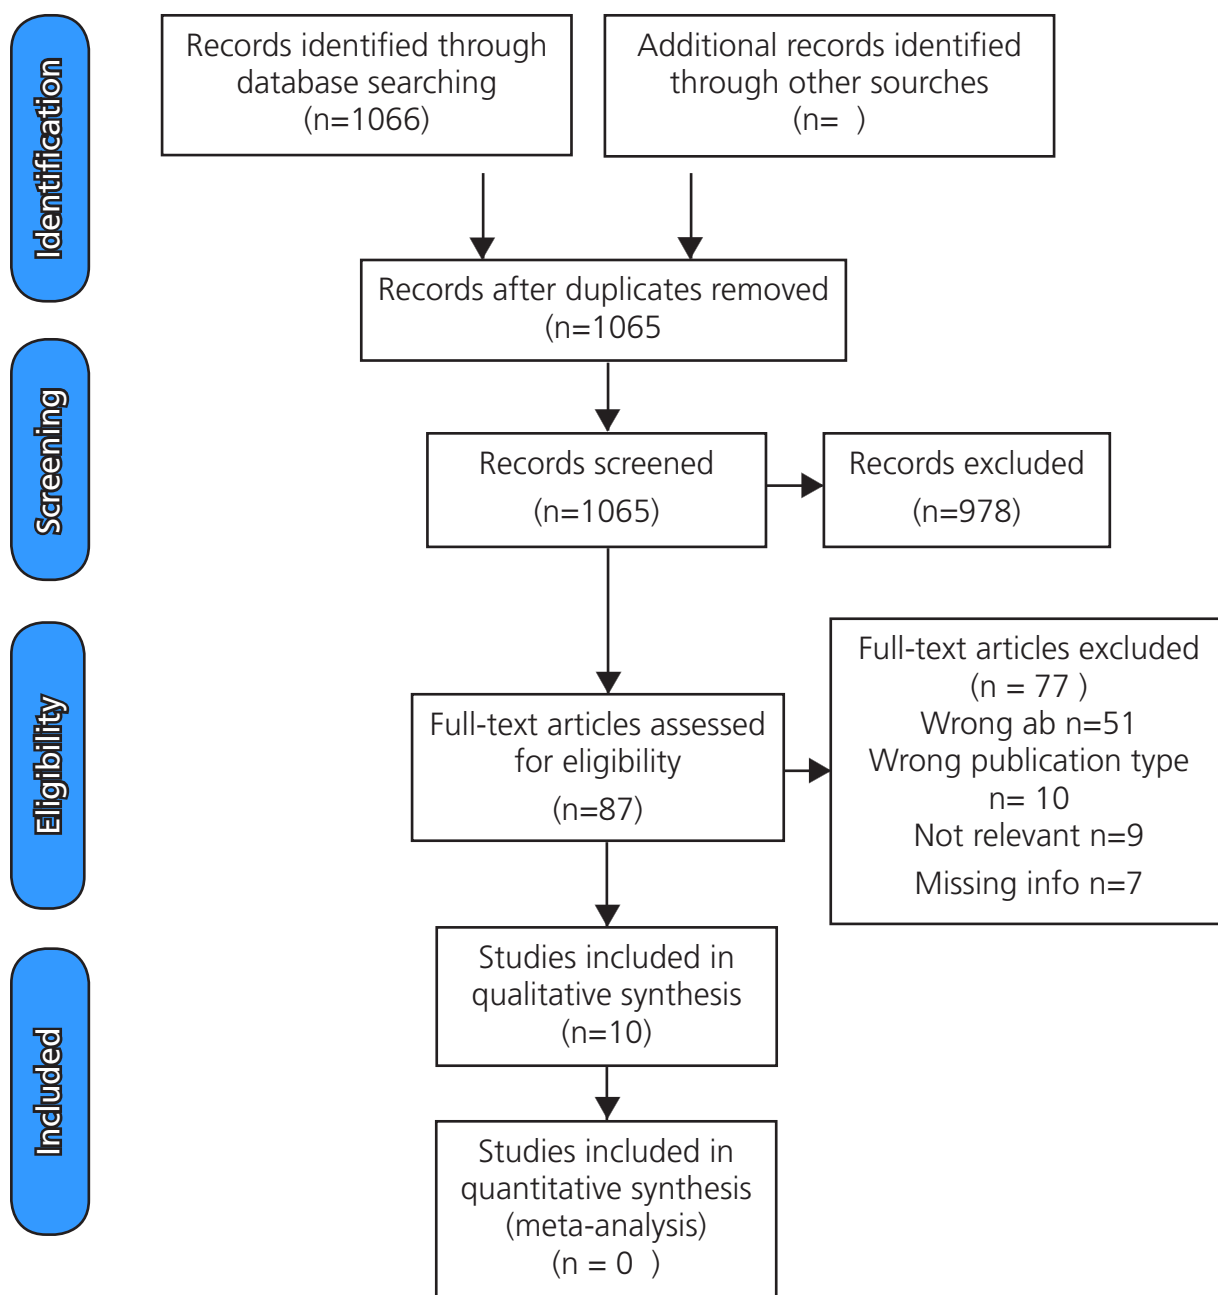 Identification
Records identified through
database searching
(n=1066)
Additional records identified
through other sourches
(n=  )
Records after duplicates removed
(n=1065
Screening
Records screened
(n=1065)
Records excluded
(n=978)
Eligibility
Full-text articles assessed
for eligibility
(n=87)
Full-text articles excluded
(n = 77 )
Wrong ab n=51
Wrong publication type
n= 10
Not relevant n=9
Missing info n=7
Included
Studies included in
qualitative synthesis
(n=10)
Studies included in
quantitative synthesis
(meta-analysis)
(n = 0  )